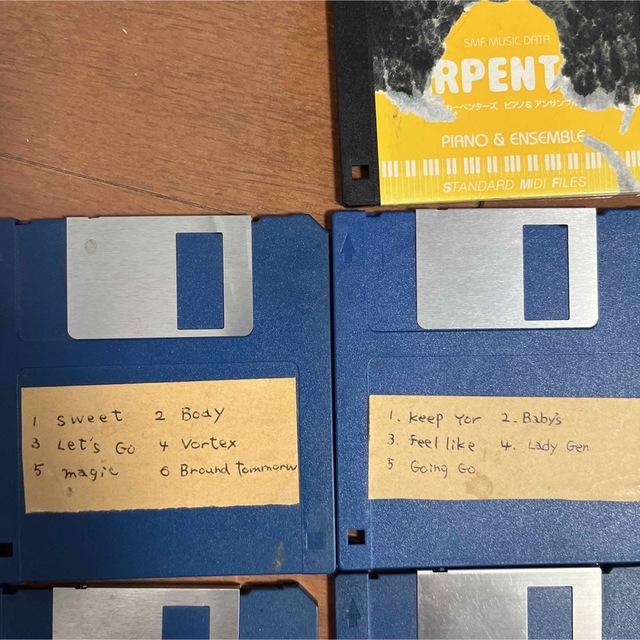 SMF MUSIC DATA
RPENT
カーペンターズ ピアノ&アンサンブル
PIANO & ENSEMBLE
STANDARD MIDI FILES
1 Sweet 2 Body
3 Let's Go 4 Vortex
5 magic 6 Bround tommorw
1. Keep Yor 2. Baby's
3 feel like 4. Lady Gen
5 Going Go